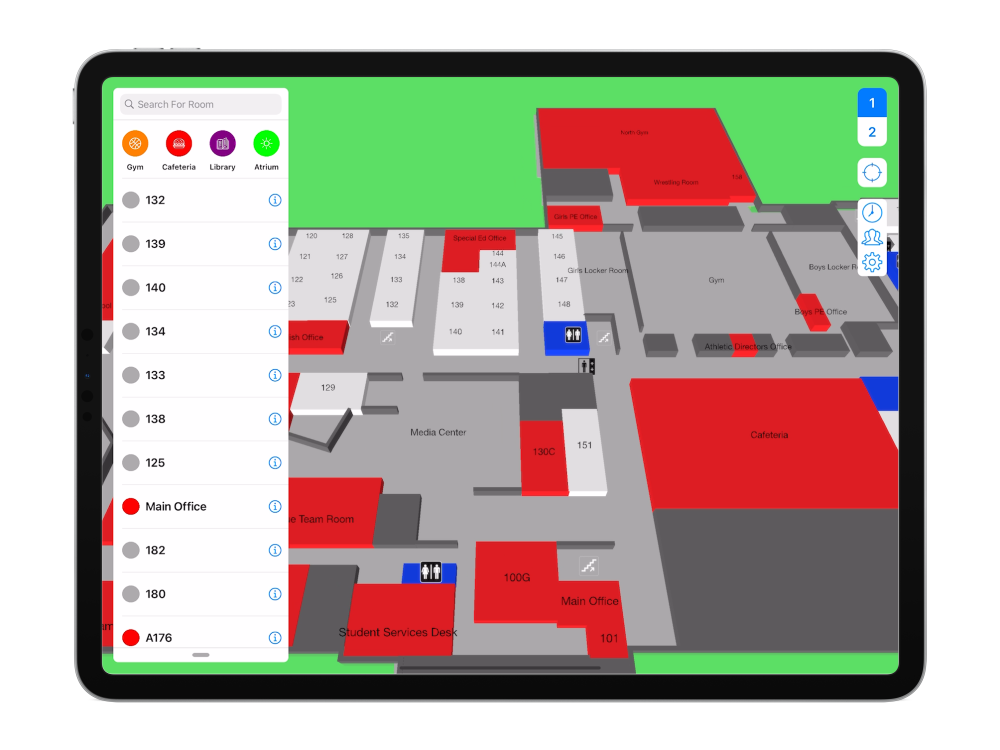 Search For Room
Gym
Cafeteria
Library
Atrium
132
139
140
134
133
138
125
Main Office
182
180
A176
1
2
North Gym
Wrestling Room
116
Girls PE Office
120
128
121
127
122
126
125
135
134
133
132
Special Ed Office
144
144A
138
143
139
142
140
141
145
146
147
148
Girls Locker Room
Gym
Boys Locker
Boys PE Office
Athletic Directors Office
Office
129
Media Center
130C
151
Cafeteria
Team Room
100G
Main Office
101
Student Services Desk